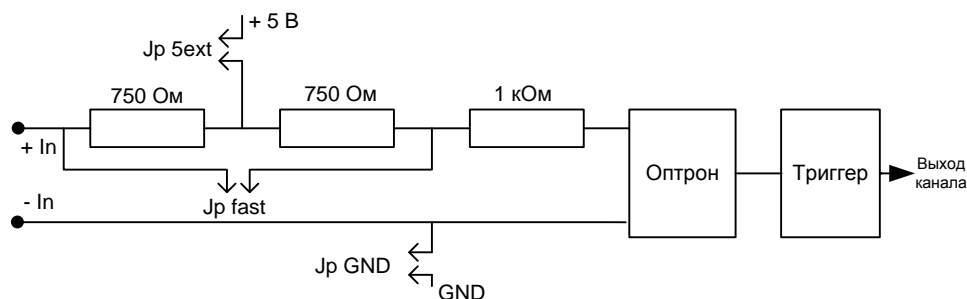 + 5 В
Jp 5ext
750 Ом
750 Ом
1 кОм
+ In
Оптрон
Триггер
Выход
канала
Jp fast
- In
Jp GND
GND